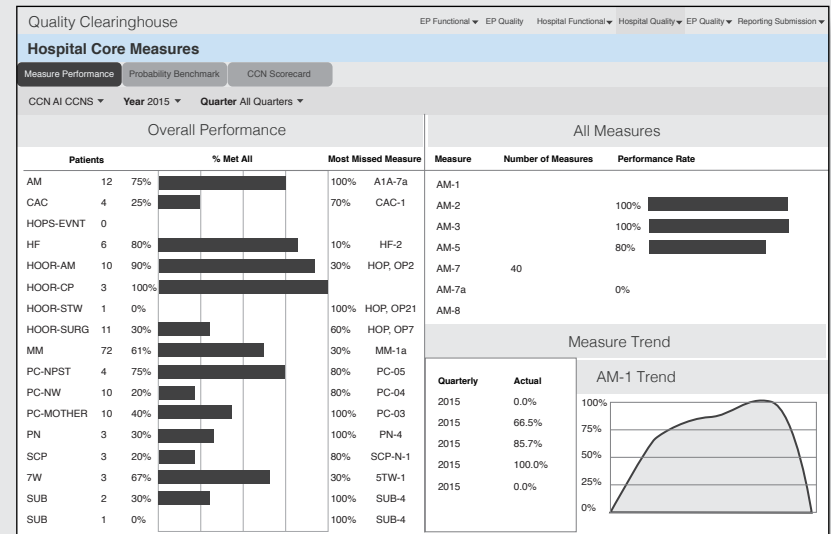 Quality Clearinghouse
EP Functional EP Quality Hospital Functional Hospital Quality EP Quality Reporting Submission
Hospital Core Measures
Measure Performance Probability Benchmark CCN Scorecard
CCN AI CCNS Year 2015 Quarter All Quarters
Overall Performance
Patients % Met All Most Missed Measure
AM 12 75% 100% A1A-7a
CAC 4 25% 70% CAC-1
HOPS-EVNT 0
HF 6 80% 10% HF-2
HOOR-AM 10 90% 30% HOP, OP2
HOOR-CP 3 100%
HOOR-STW 1 0% 100% HOP, OP21
HOOR-SURG 11 30% 60% HOP, OP7
MM 72 61% 30% MM-1a
PC-NPST 4 75% 80% PC-05
PC-NW 10 20% 80% PC-04
PC-MOTHER 10 40% 100% PC-03
PN 3 30% 100% PN-4
SCP 3 20% 80% SCP-N-1
7W 3 67% 30% 5TW-1
SUB 2 30% 100% SUB-4
SUB 1 0% 100% SUB-4
All Measures
Measure Number of Measures Performance Rate
AM-1
AM-2 100%
AM-3 100%
AM-5 80%
AM-7 40
AM-7a 0%
AM-8
Measure Trend
Quarterly Actual
2015 0.0%
2015 66.5%
2015 85.7%
2015 100.0%
2015 0.0%
AM-1 Trend
100%
75%
50%
25%
0%